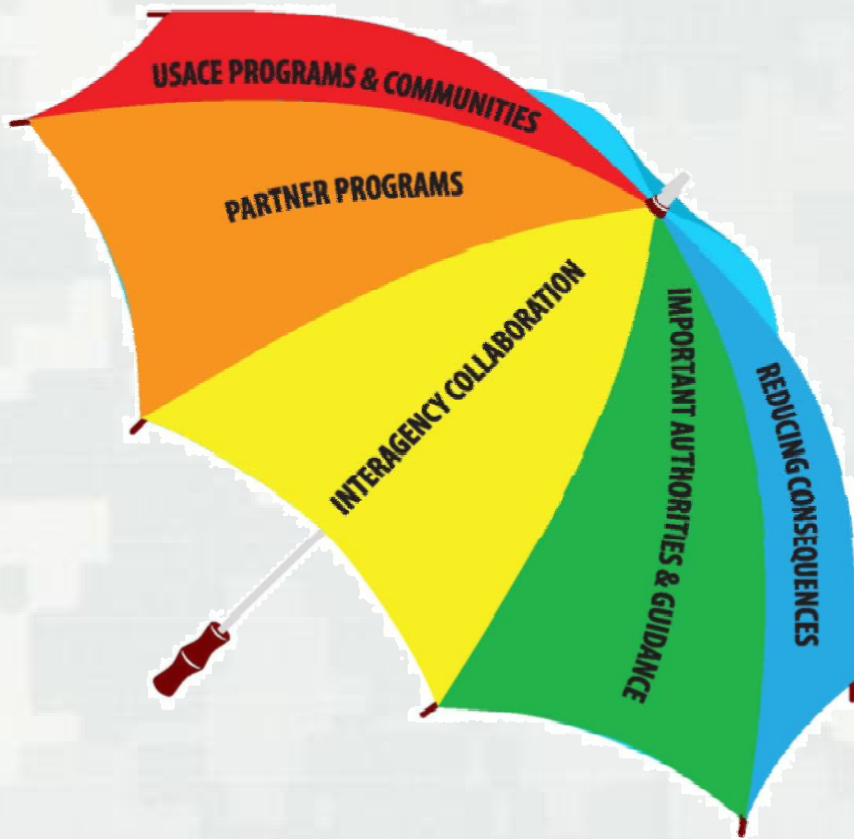 USACE PROGRAMS & COMMUNITIES
PARTNER PROGRAMS
INTERAGENCY COLLABORATION
IMPORTANT AUTHORITIES & GUIDANCE
REDUCING CONSEQUENCES